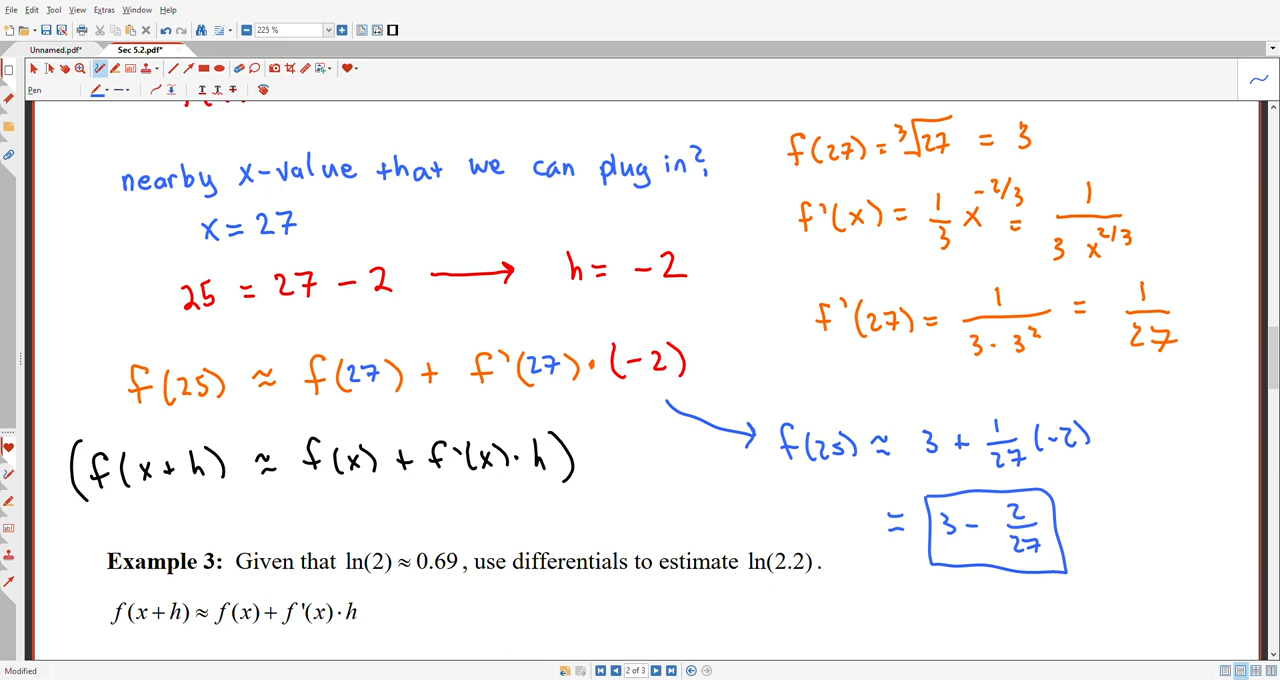 File Edit Tool View Extras Window Help
225 %
Unnamed.pdf* Sec 5.2.pdf*
Pen
nearby x-value that we can plug in?
x = 27
25 = 27 - 2 → h = -2
f(25) ≈ f(27) + f'(27) · (-2)
(f(x+h) ≈ f(x) + f'(x) · h)
f(27) = ∛27 = 3
f'(x) = 1/3 x^(-2/3) = 1/(3 x^(2/3))
f'(27) = 1/(3 · 3²) = 1/27
f(25) ≈ 3 + 1/27 (-2)
= 3 - 2/27
Example 3: Given that ln(2) ≈ 0.69, use differentials to estimate ln(2.2).
f(x+h) ≈ f(x) + f'(x) · h
Modified
2 of 3